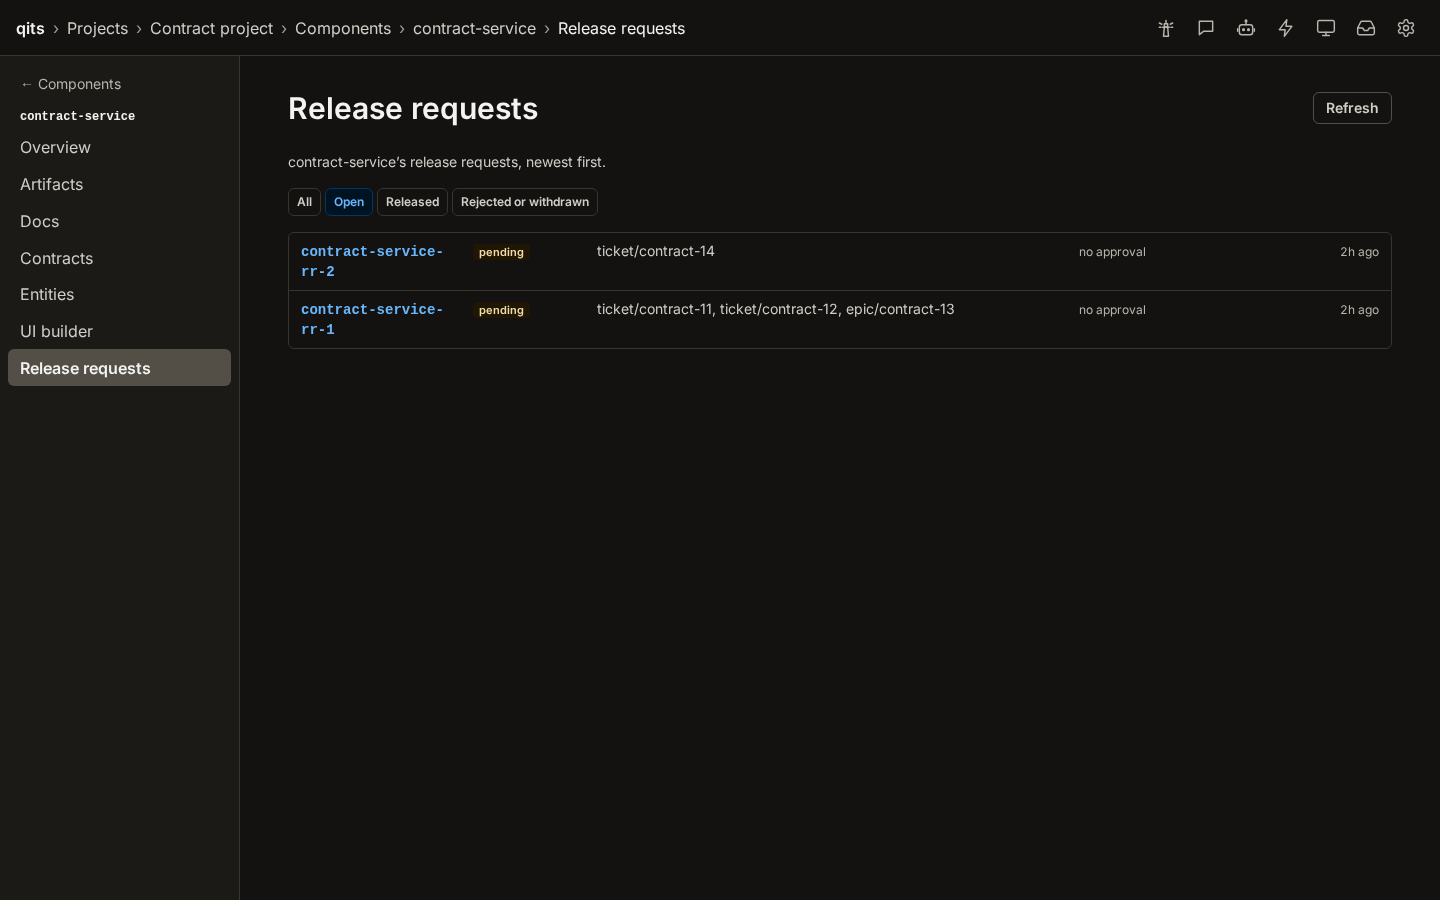 qits › Projects › Contract project › Components › contract-service › Release requests
← Components
contract-service
Overview
Artifacts
Docs
Contracts
Entities
UI builder
Release requests
Release requests
Refresh
contract-service’s release requests, newest first.
All Open Released Rejected or withdrawn
contract-service-rr-2 pending ticket/contract-14 no approval 2h ago
contract-service-rr-1 pending ticket/contract-11, ticket/contract-12, epic/contract-13 no approval 2h ago